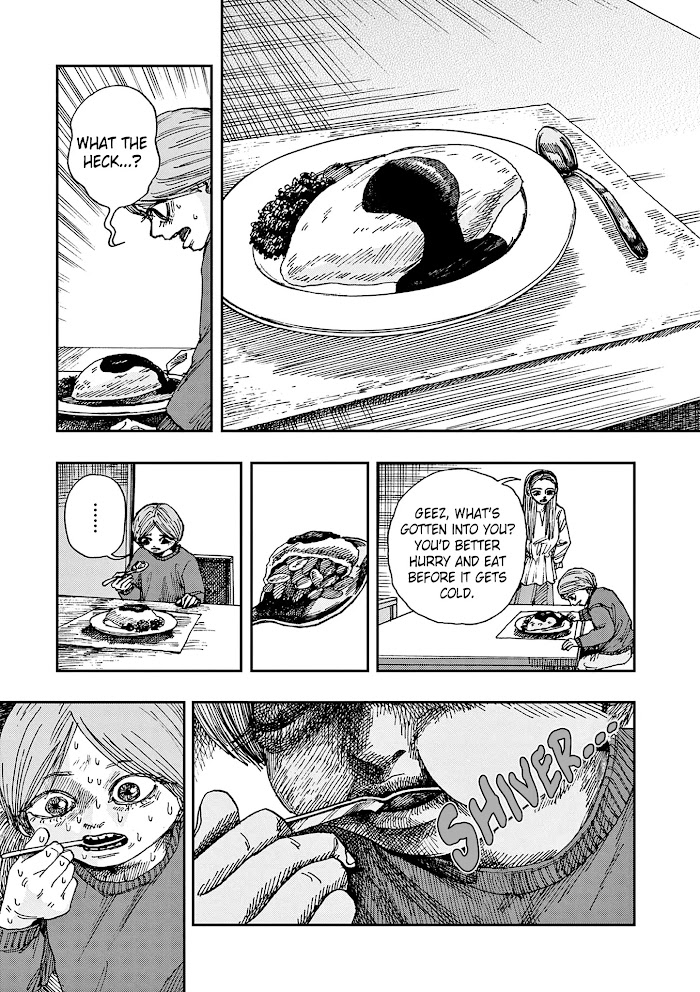 WHAT THE
HECK...?
GEEZ, WHAT'S
GOTTEN INTO YOU?
YOU'D BETTER
HURRY AND EAT
BEFORE IT GETS
COLD.
......
SHIVER...